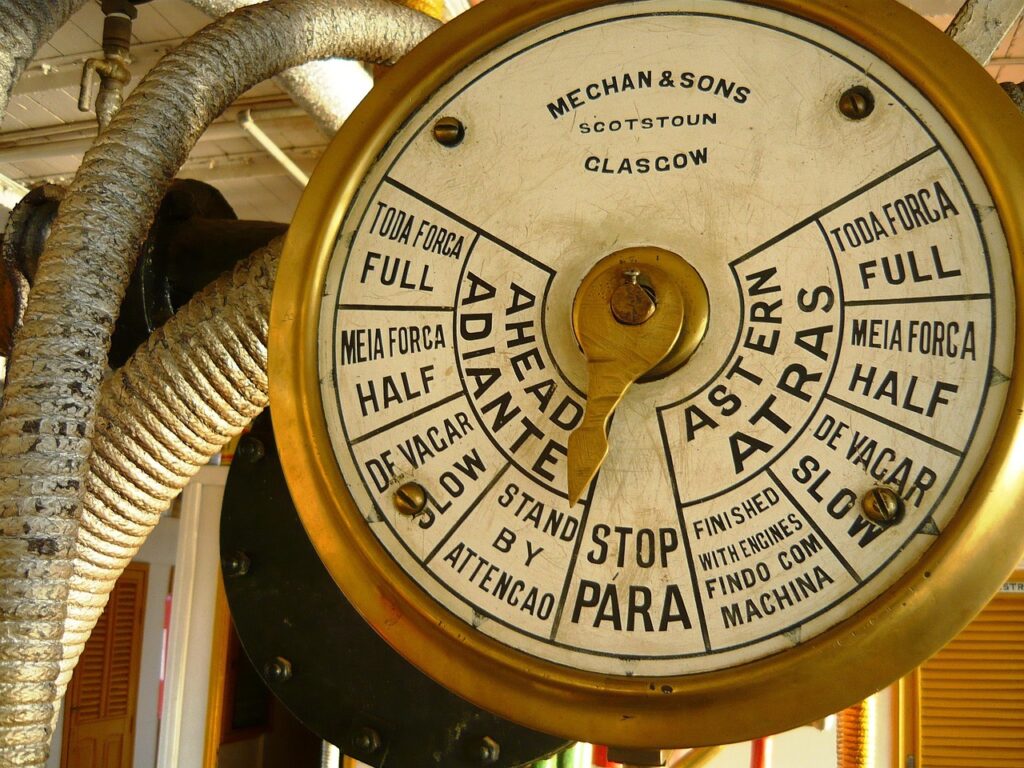 MECHAN & SONS
SCOTSTOUN
GLASGOW
TODA FORCA
FULL
MEIA FORCA
HALF
DE VAGAR
SLOW
AHEAD
ADIANTE
STAND
BY
ATTENCAO
STOP
PÁRA
FINISHED
WITH ENGINES
FINDO COM
MACHINA
ASTERN
ATRAS
DE VAGAR
SLOW
MEIA FORCA
HALF
TODA FORCA
FULL